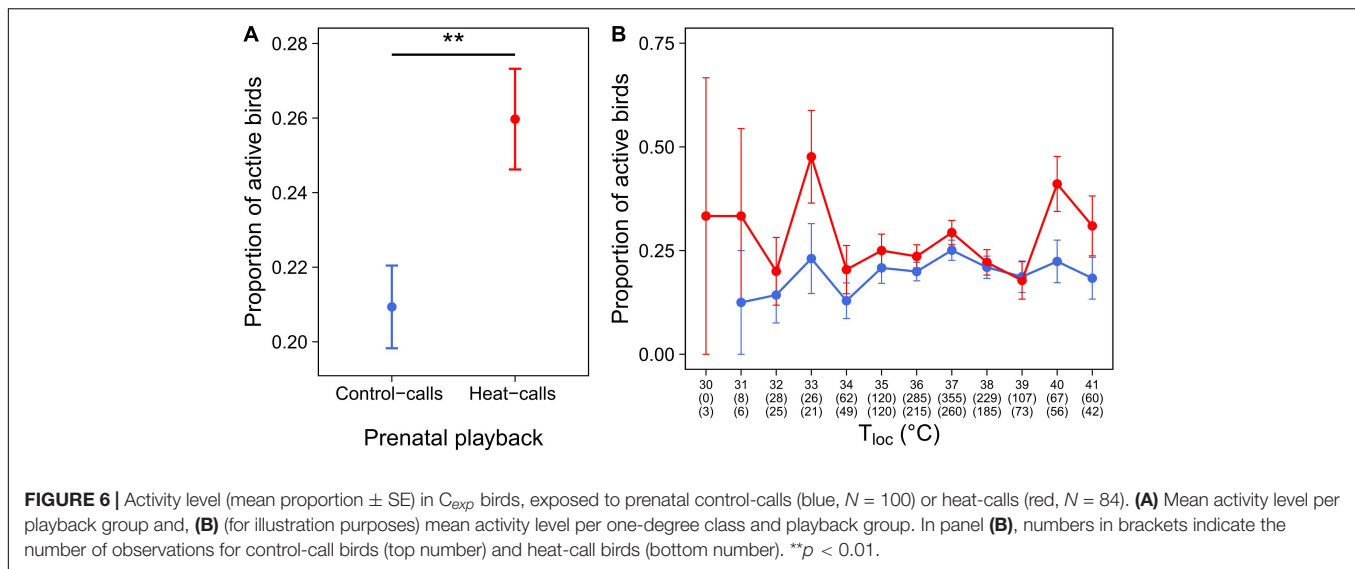 A
B
**
0.28
0.26
0.24
0.22
0.20
Proportion of active birds
Control−calls Heat−calls
Prenatal playback
0.75
0.50
0.25
0.00
Proportion of active birds
30 31 32 33 34 35 36 37 38 39 40 41
(0) (8) (28) (26) (62) (120) (285) (355) (229) (107) (67) (60)
(3) (6) (25) (21) (49) (120) (215) (260) (185) (73) (56) (42)
Tloc (°C)
FIGURE 6 | Activity level (mean proportion ± SE) in Cexp birds, exposed to prenatal control-calls (blue, N = 100) or heat-calls (red, N = 84). (A) Mean activity level per
playback group and, (B) (for illustration purposes) mean activity level per one-degree class and playback group. In panel (B), numbers in brackets indicate the
number of observations for control-call birds (top number) and heat-call birds (bottom number). **p < 0.01.